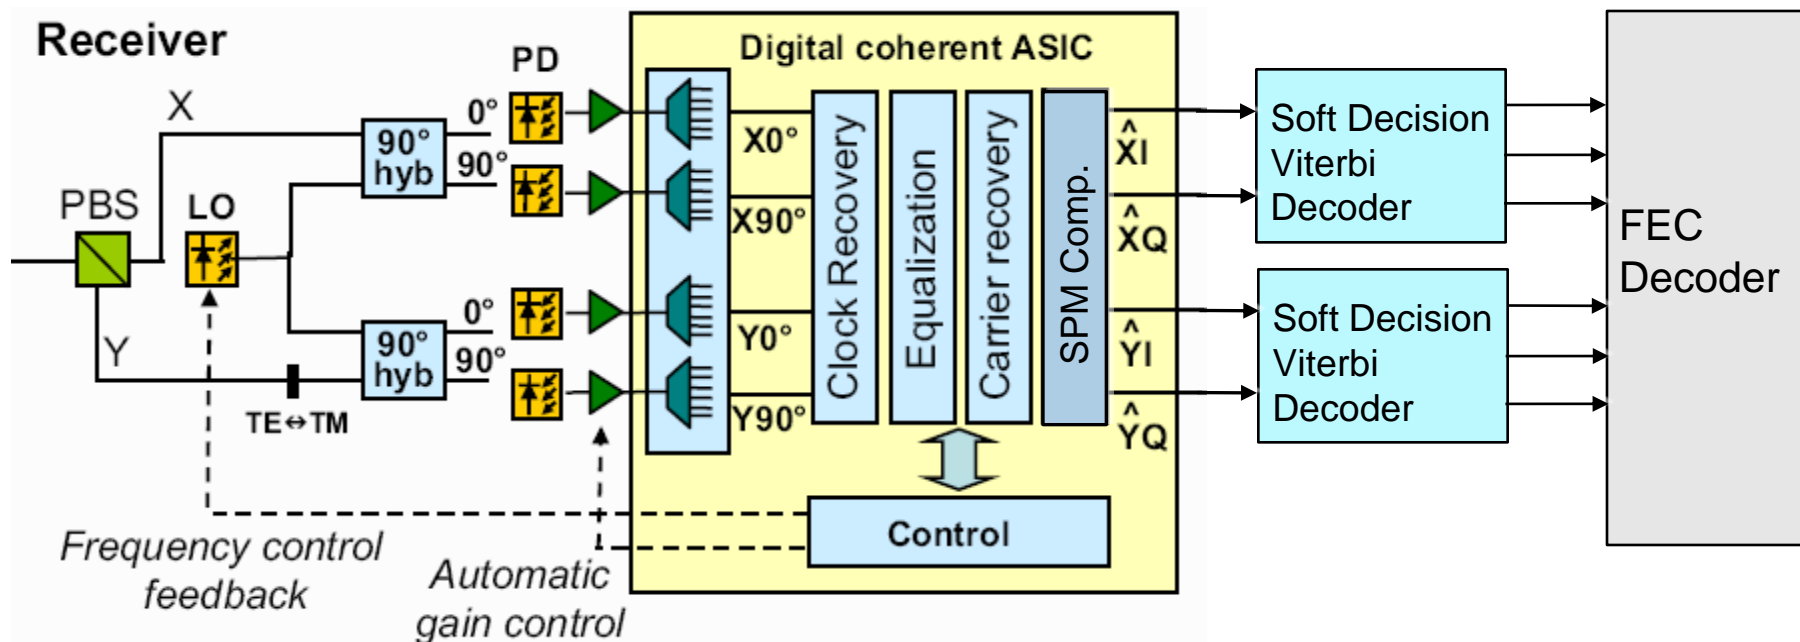 Receiver
PD
Digital coherent ASIC
X
0°
90°
hyb
90°
PBS
LO
0°
Y
90°
hyb
90°
TE↔TM
X0°
X90°
Y0°
Y90°
Clock Recovery
Equalization
Carrier recovery
SPM Comp.
X̂I
X̂Q
ŶI
ŶQ
Control
Frequency control
feedback
Automatic
gain control
Soft Decision
Viterbi
Decoder
Soft Decision
Viterbi
Decoder
FEC
Decoder